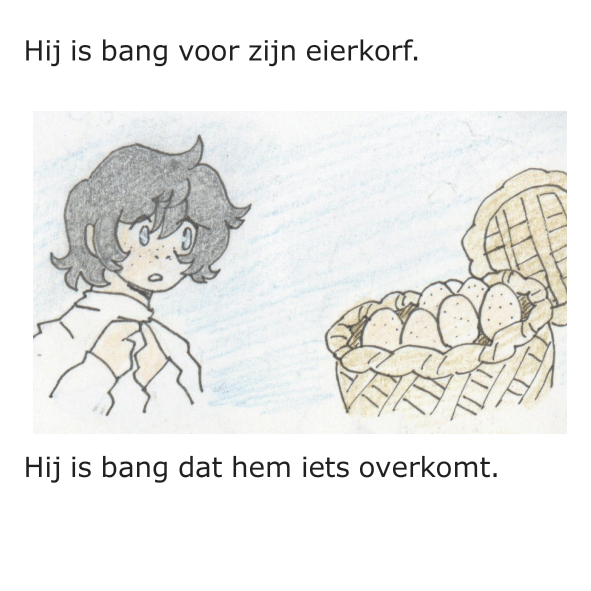 Hij is bang voor zijn eierkorf.
Hij is bang dat hem iets overkomt.